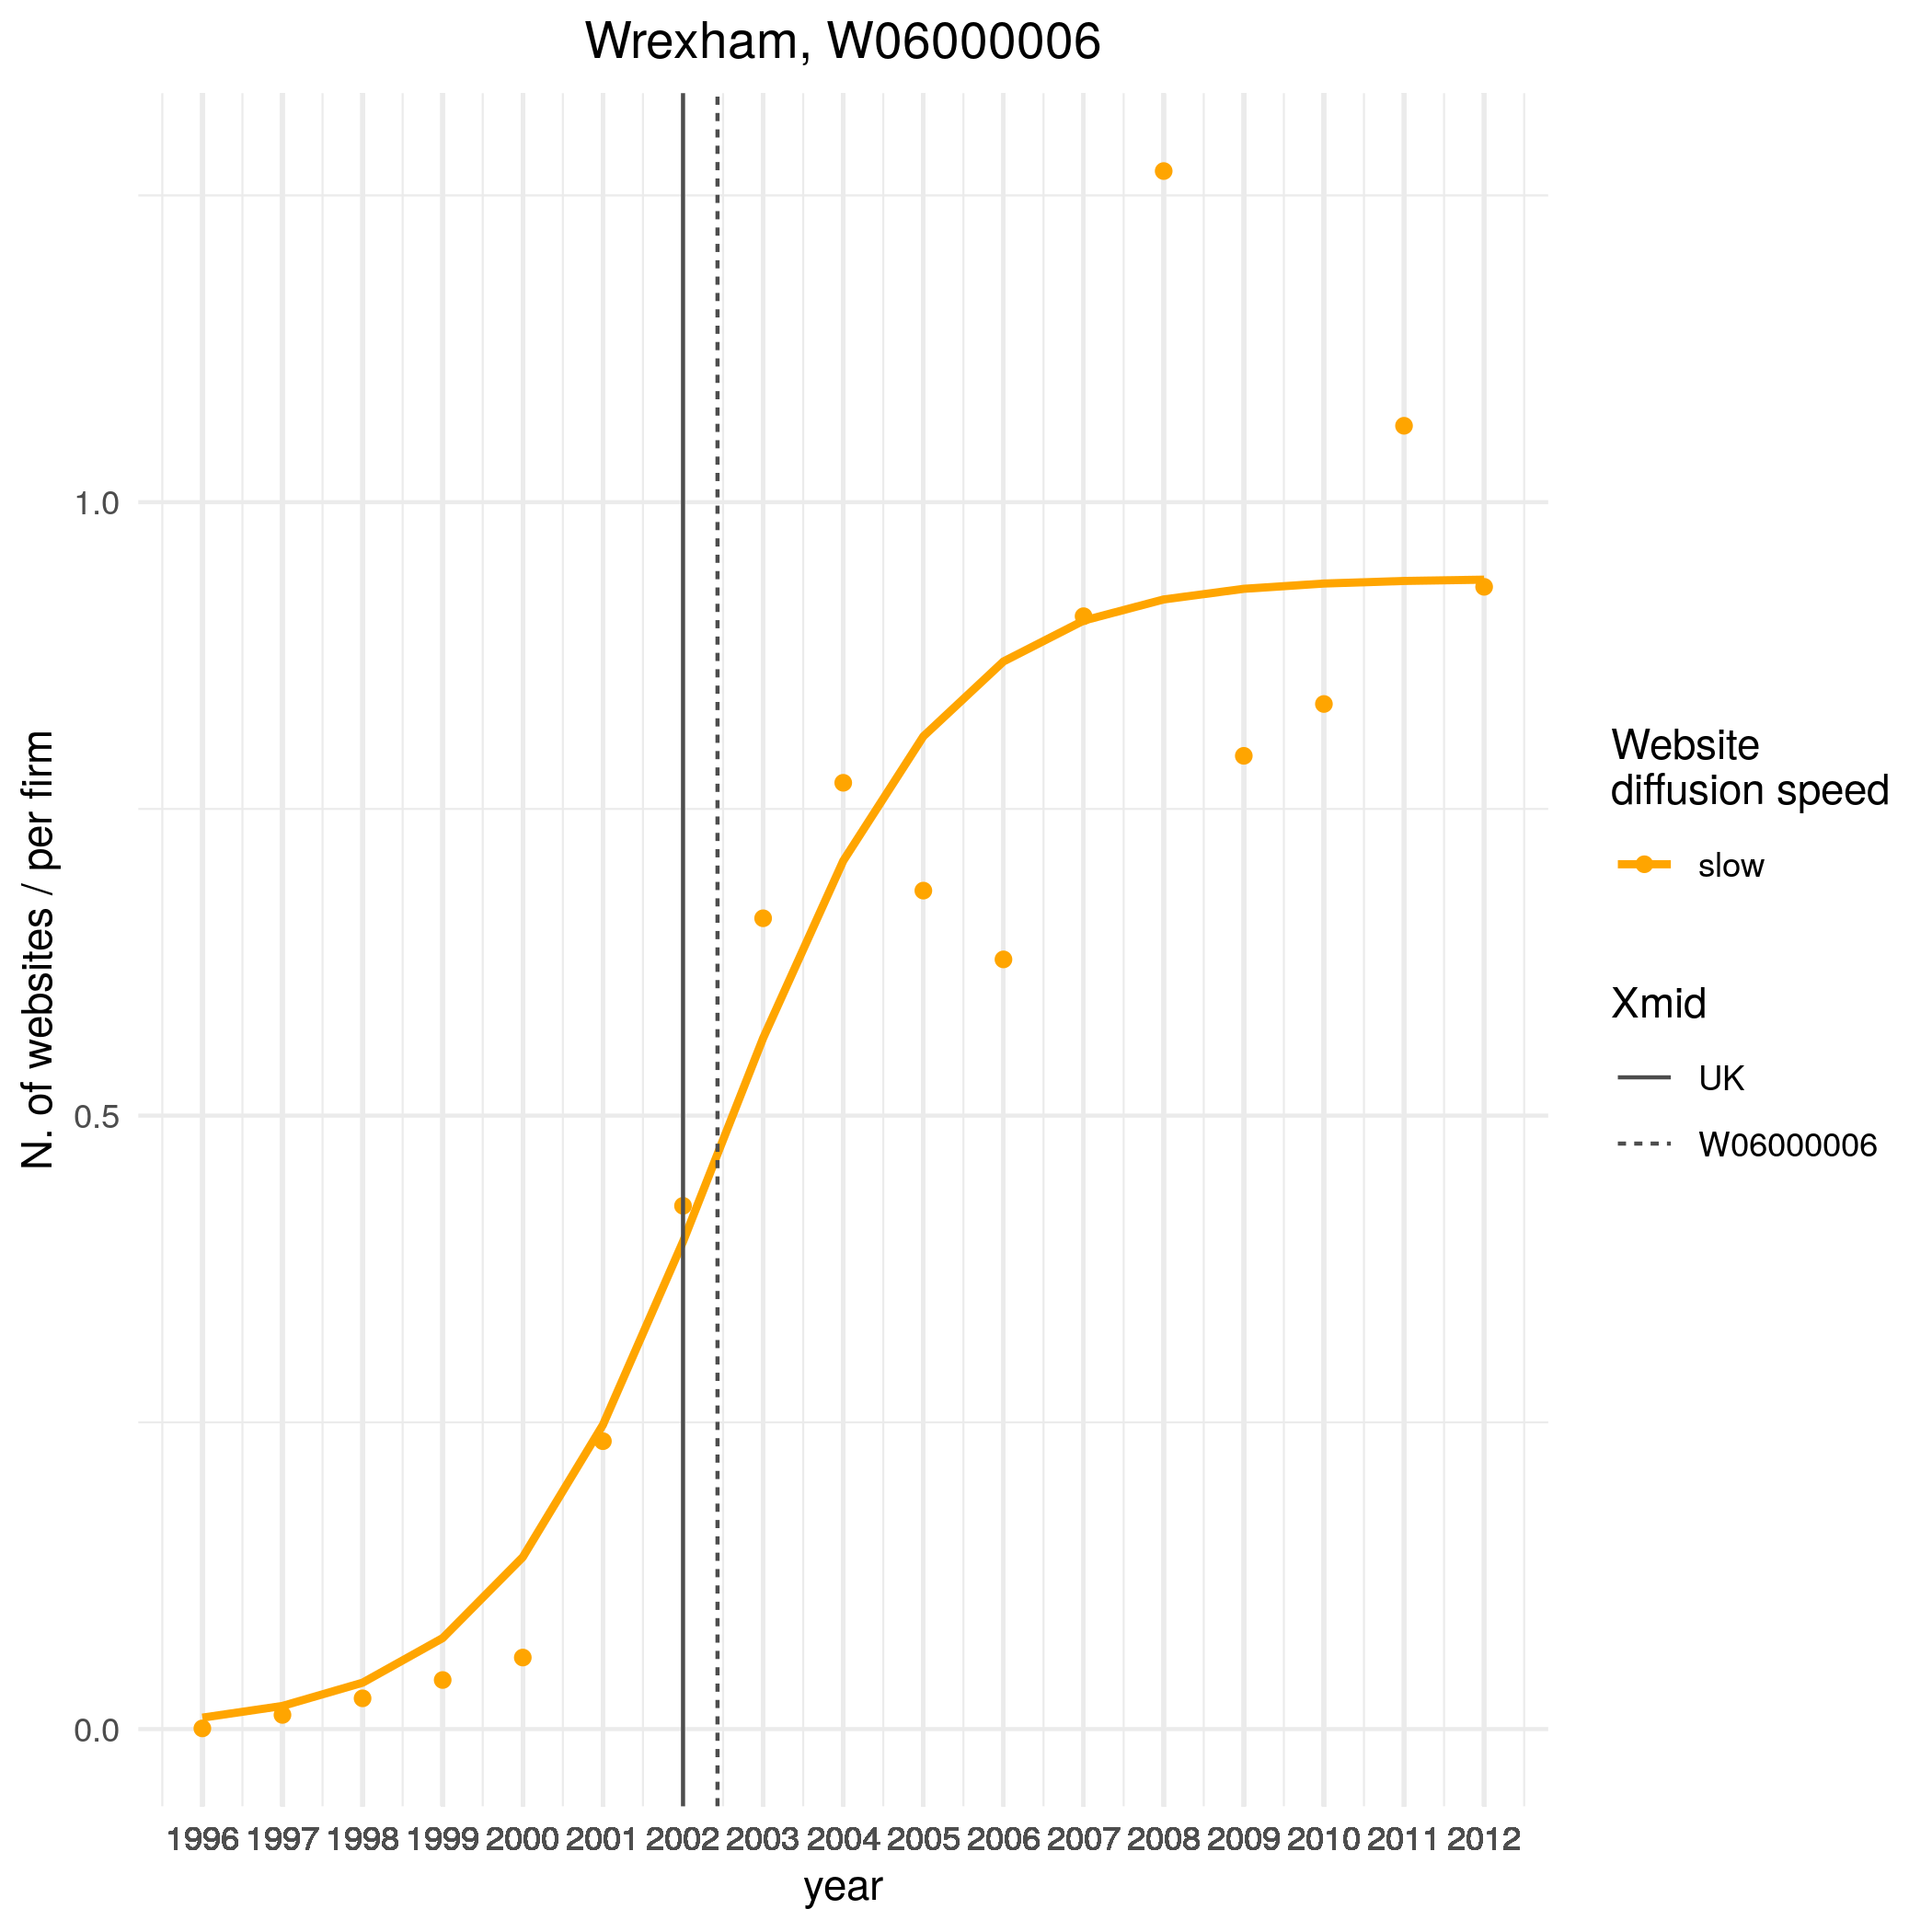 Wrexham, W06000006
N. of websites / per firm
1.0
0.5
0.0
1996 1997 1998 1999 2000 2001 2002 2003 2004 2005 2006 2007 2008 2009 2010 2011 2012
year
Website
diffusion speed
slow
Xmid
UK
W06000006